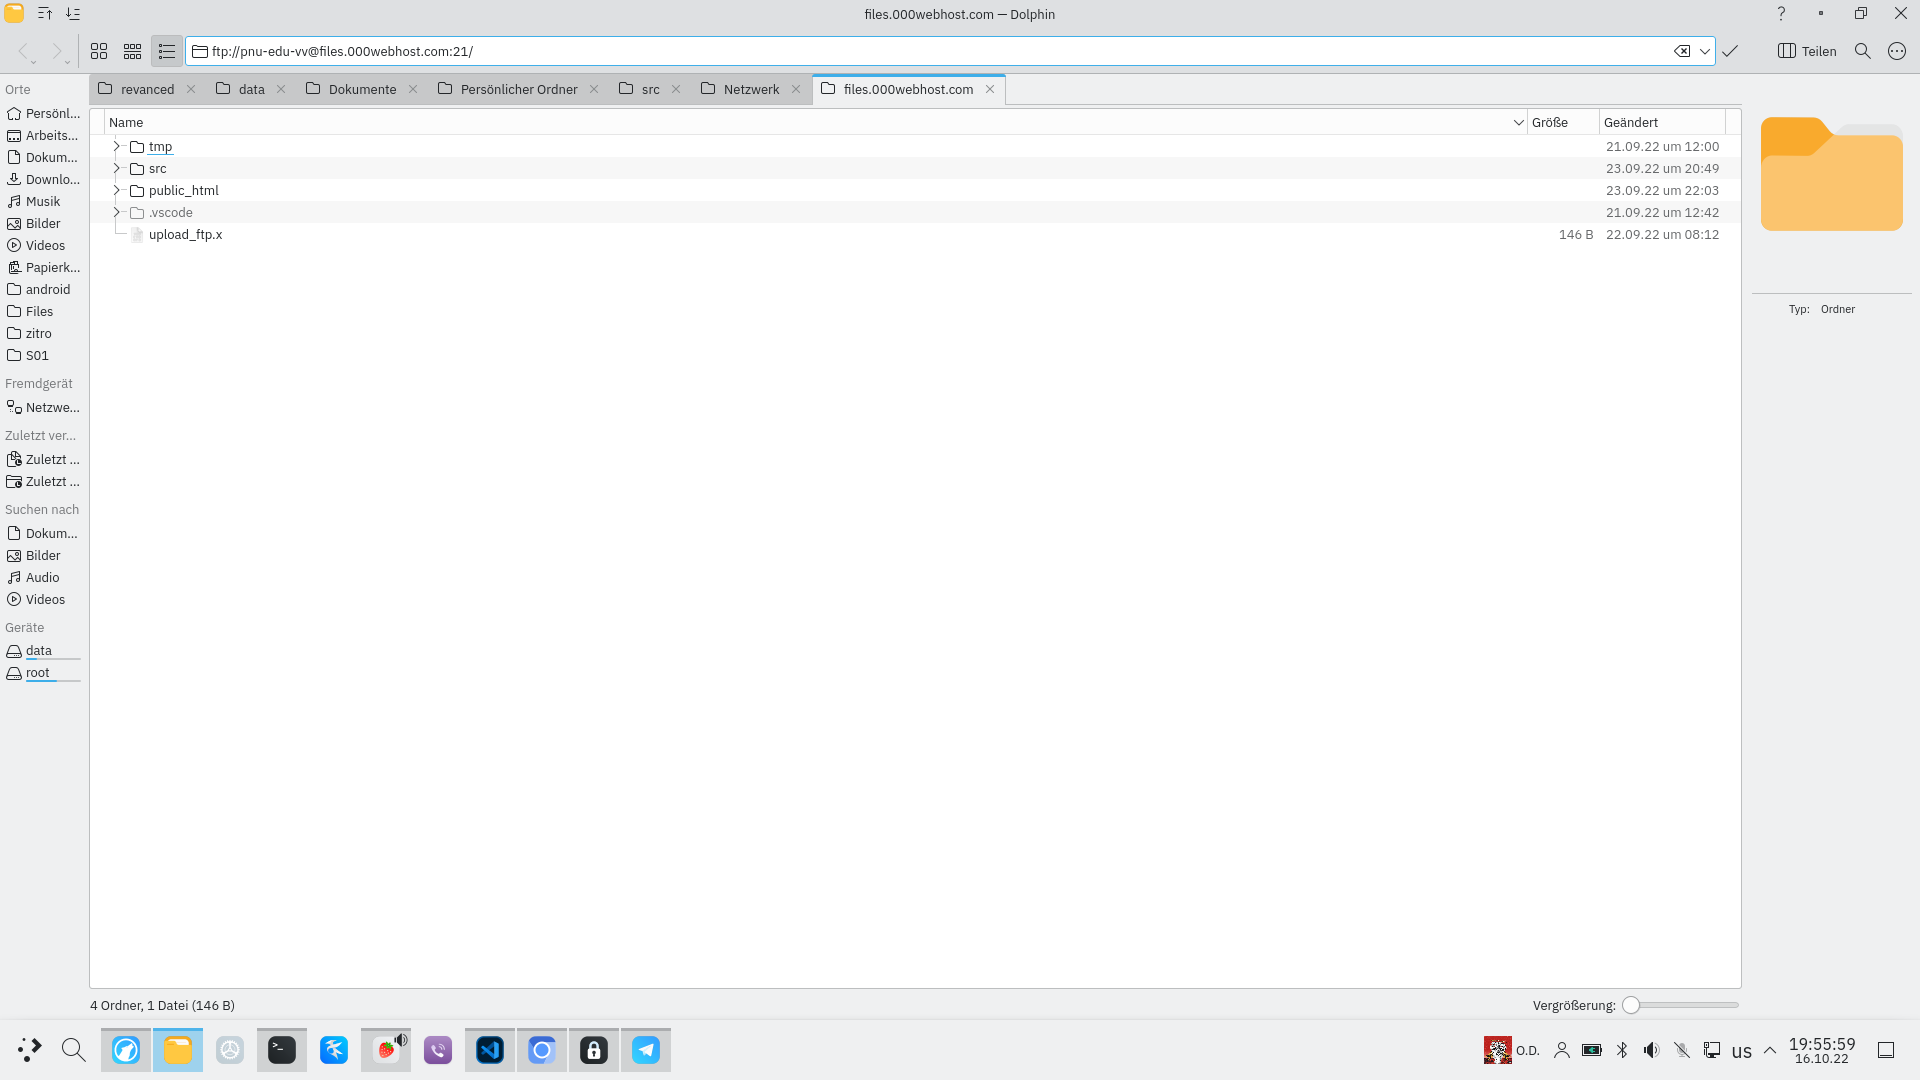 files.000webhost.com — Dolphin
ftp://pnu-edu-vv@files.000webhost.com:21/
Teilen
revanced
data
Dokumente
Persönlicher Ordner
src
Netzwerk
files.000webhost.com
Orte
Persönl...
Arbeits...
Dokum...
Downlo...
Musik
Bilder
Videos
Papierk...
android
Files
zitro
S01
Fremdgerät
Netzwe...
Zuletzt ver...
Zuletzt ...
Zuletzt ...
Suchen nach
Dokum...
Bilder
Audio
Videos
Geräte
data
root
Name Größe Geändert
tmp 21.09.22 um 12:00
src 23.09.22 um 20:49
public_html 23.09.22 um 22:03
.vscode 21.09.22 um 12:42
upload_ftp.x 146 B 22.09.22 um 08:12
Typ: Ordner
4 Ordner, 1 Datei (146 B)
Vergrößerung:
O.D.
us
19:55:59
16.10.22